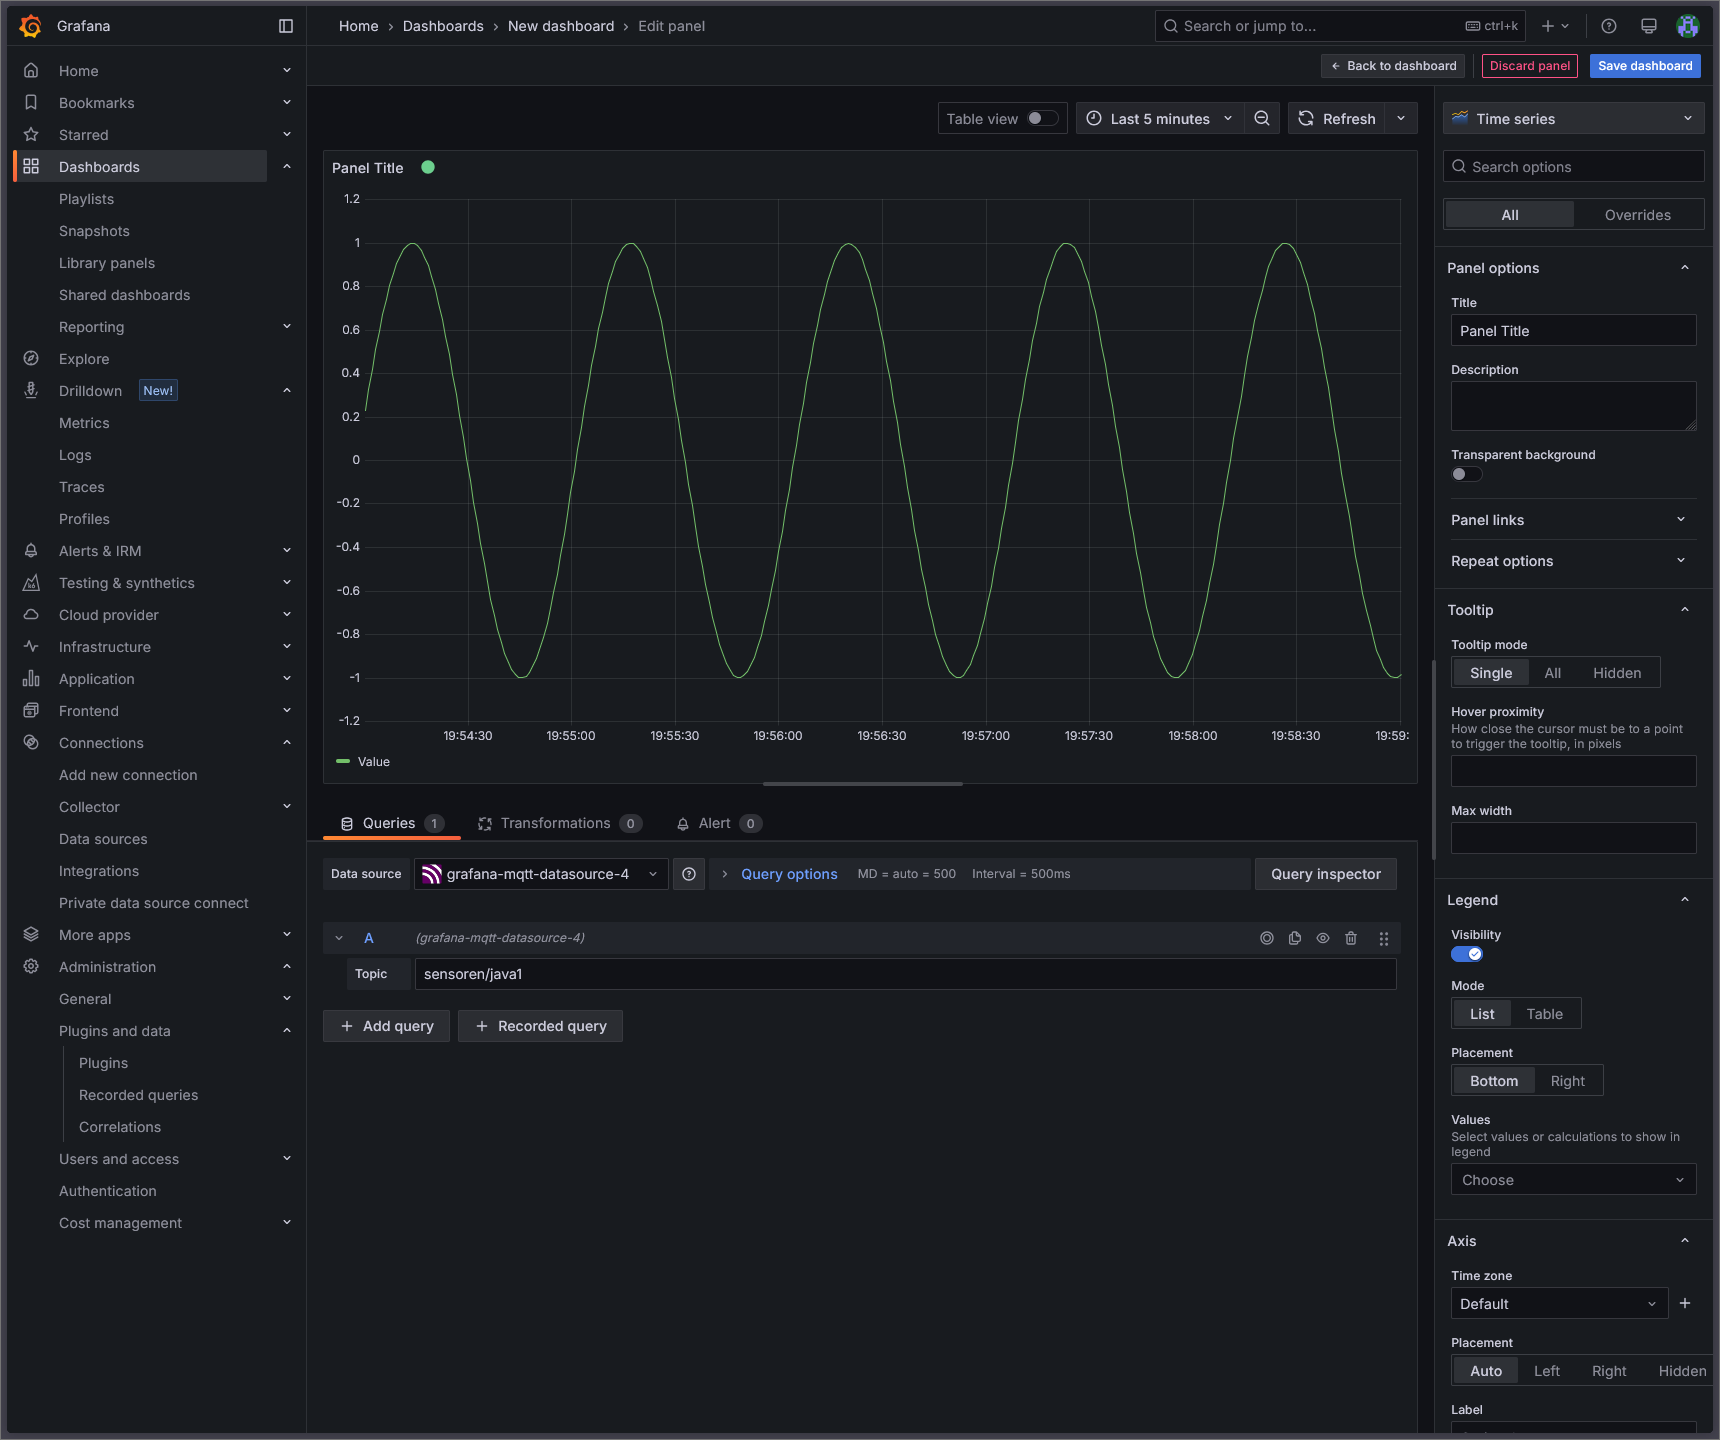 Grafana
Home › Dashboards › New dashboard › Edit panel
Search or jump to...
ctrl+k
Back to dashboard
Discard panel
Save dashboard
Home
Bookmarks
Starred
Dashboards
Playlists
Snapshots
Library panels
Shared dashboards
Reporting
Explore
Drilldown New!
Metrics
Logs
Traces
Profiles
Alerts & IRM
Testing & synthetics
Cloud provider
Infrastructure
Application
Frontend
Connections
Add new connection
Collector
Data sources
Integrations
Private data source connect
More apps
Administration
General
Plugins and data
Plugins
Recorded queries
Correlations
Users and access
Authentication
Cost management
Table view
Last 5 minutes
Refresh
Panel Title
1.2
1
0.8
0.6
0.4
0.2
0
-0.2
-0.4
-0.6
-0.8
-1
-1.2
19:54:30 19:55:00 19:55:30 19:56:00 19:56:30 19:57:00 19:57:30 19:58:00 19:58:30 19:59:
Value
Queries 1
Transformations 0
Alert 0
Data source
grafana-mqtt-datasource-4
Query options
MD = auto = 500
Interval = 500ms
Query inspector
A
(grafana-mqtt-datasource-4)
Topic
sensoren/java1
+ Add query
+ Recorded query
Time series
Search options
All
Overrides
Panel options
Title
Panel Title
Description
Transparent background
Panel links
Repeat options
Tooltip
Tooltip mode
Single All Hidden
Hover proximity
How close the cursor must be to a point
to trigger the tooltip, in pixels
Max width
Legend
Visibility
Mode
List Table
Placement
Bottom Right
Values
Select values or calculations to show in
legend
Choose
Axis
Time zone
Default
Placement
Auto Left Right Hidden
Label